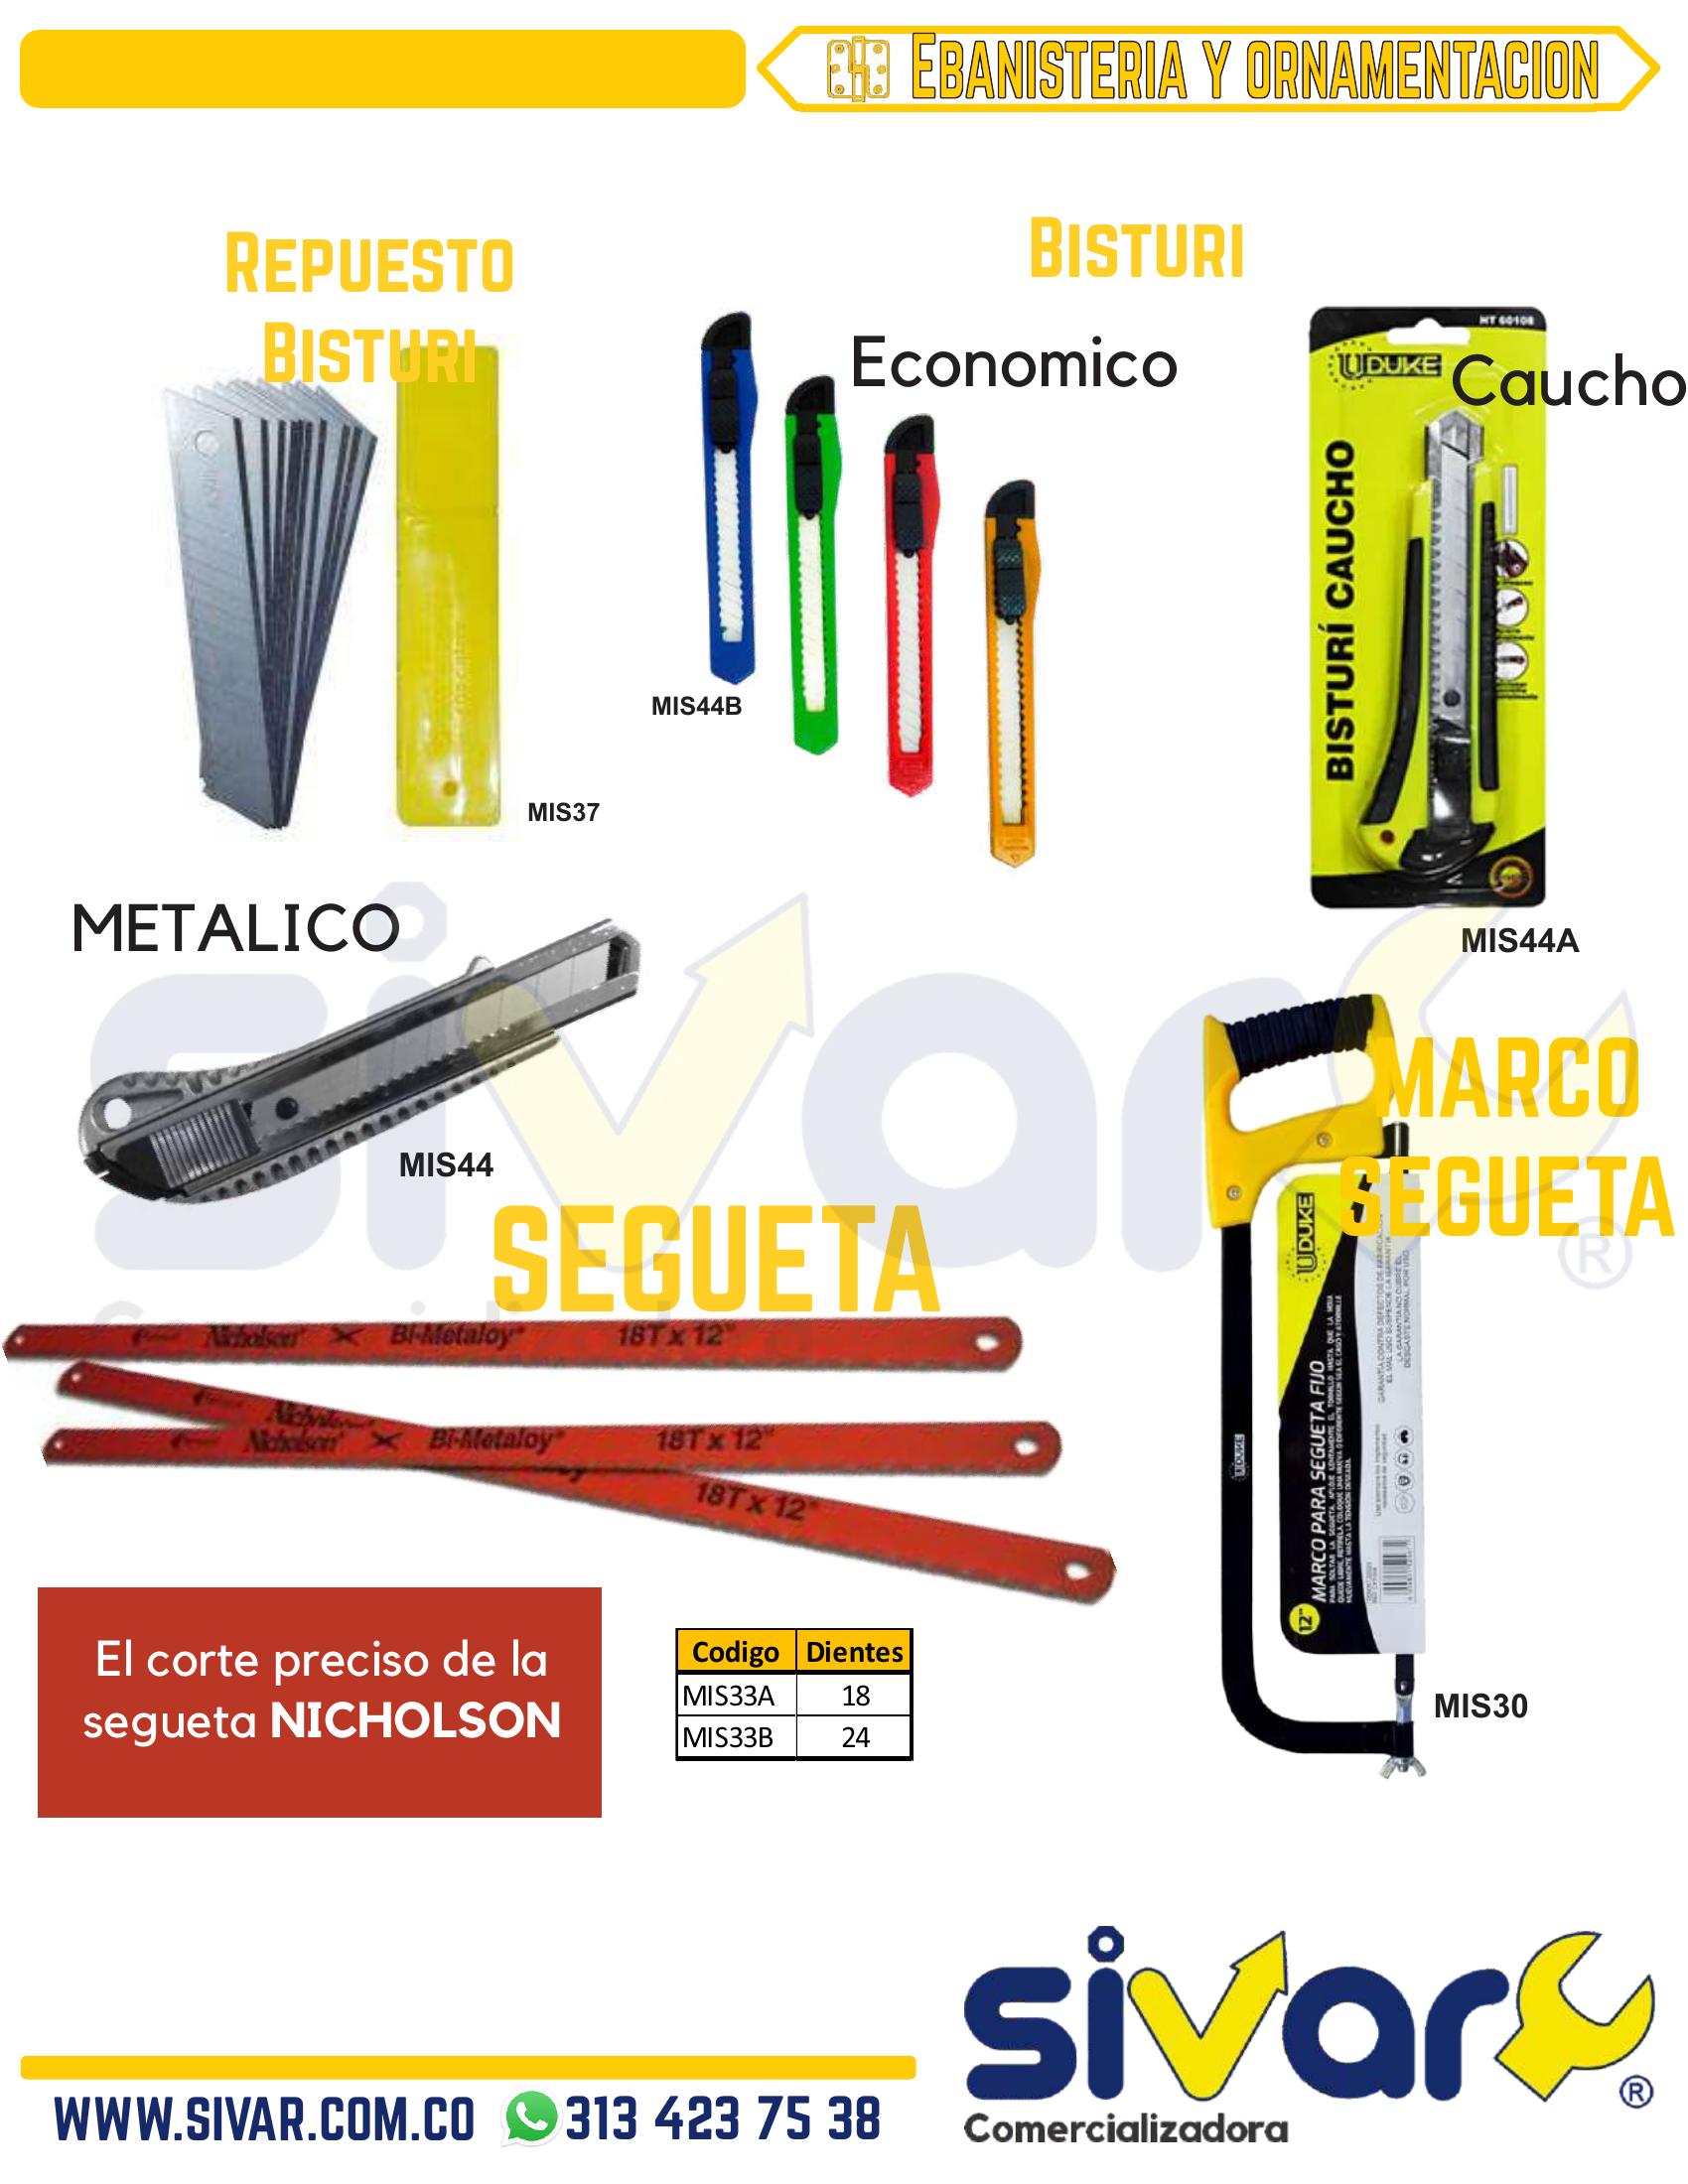 EBANISTERIA Y ORNAMENTACION
REPUESTO
BISTURI
BISTURI
Economico
Caucho
HT 60108
UDUKE
BISTURÍ CAUCHO
MIS44B
MIS37
MIS44A
METALICO
MIS44
MARCO
SEGUETA
SEGUETA
Nicholson Bi-Metaloy 18T x 12"
Nicholson Bi-Metaloy 18T x 12"
18T x 12"
UDUKE
UDUKE
12" MARCO PARA SEGUETA FIJO
MIS30
El corte preciso de la
segueta NICHOLSON
Codigo Dientes
MIS33A 18
MIS33B 24
sivar
®
Comercializadora
WWW.SIVAR.COM.CO 313 423 75 38